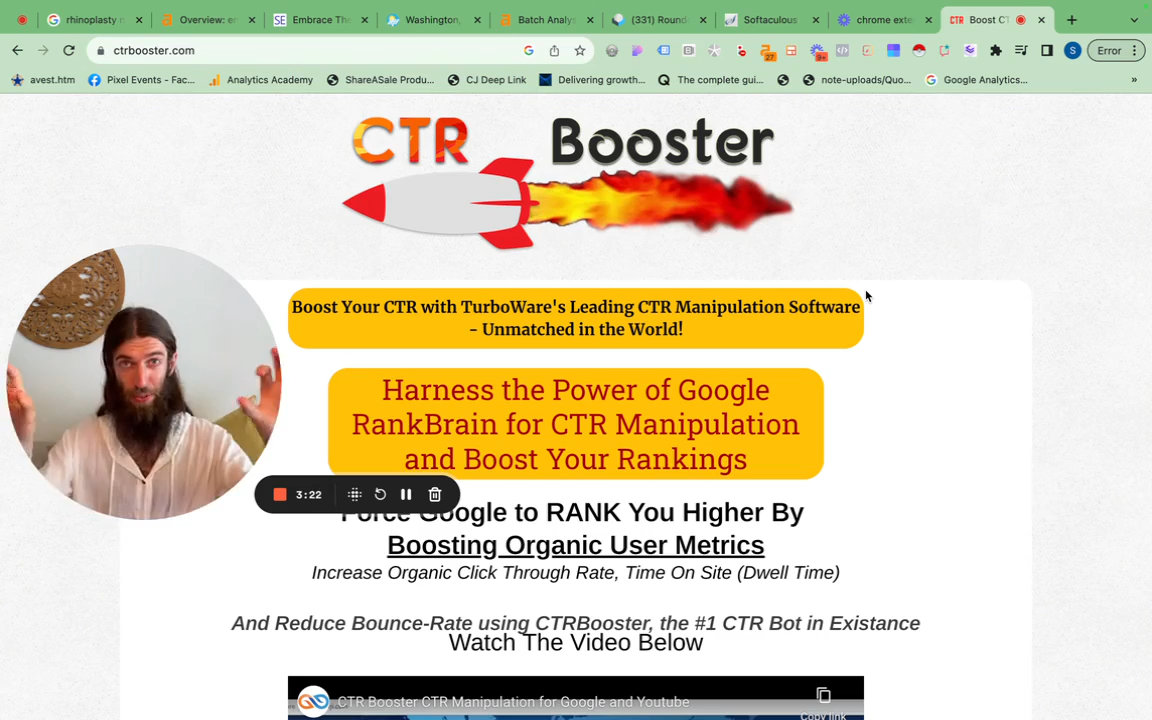 rhinoplasty n
Overview: er
SE Embrace The
Washington,
Batch Analys
(331) Round
Softaculous
chrome exte
CTR Boost CT
ctrbooster.com
27
9+
S
Error
avest.htm
Pixel Events - Fac...
Analytics Academy
ShareASale Produ...
CJ Deep Link
Delivering growth...
The complete gui...
note-uploads/Quo...
Google Analytics...
»
CTR Booster
Boost Your CTR with TurboWare's Leading CTR Manipulation Software
- Unmatched in the World!
Harness the Power of Google
RankBrain for CTR Manipulation
and Boost Your Rankings
3:22
Force Google to RANK You Higher By
Boosting Organic User Metrics
Increase Organic Click Through Rate, Time On Site (Dwell Time)
And Reduce Bounce-Rate using CTRBooster, the #1 CTR Bot in Existance
Watch The Video Below
CTR Booster CTR Manipulation for Google and Youtube
Copy link